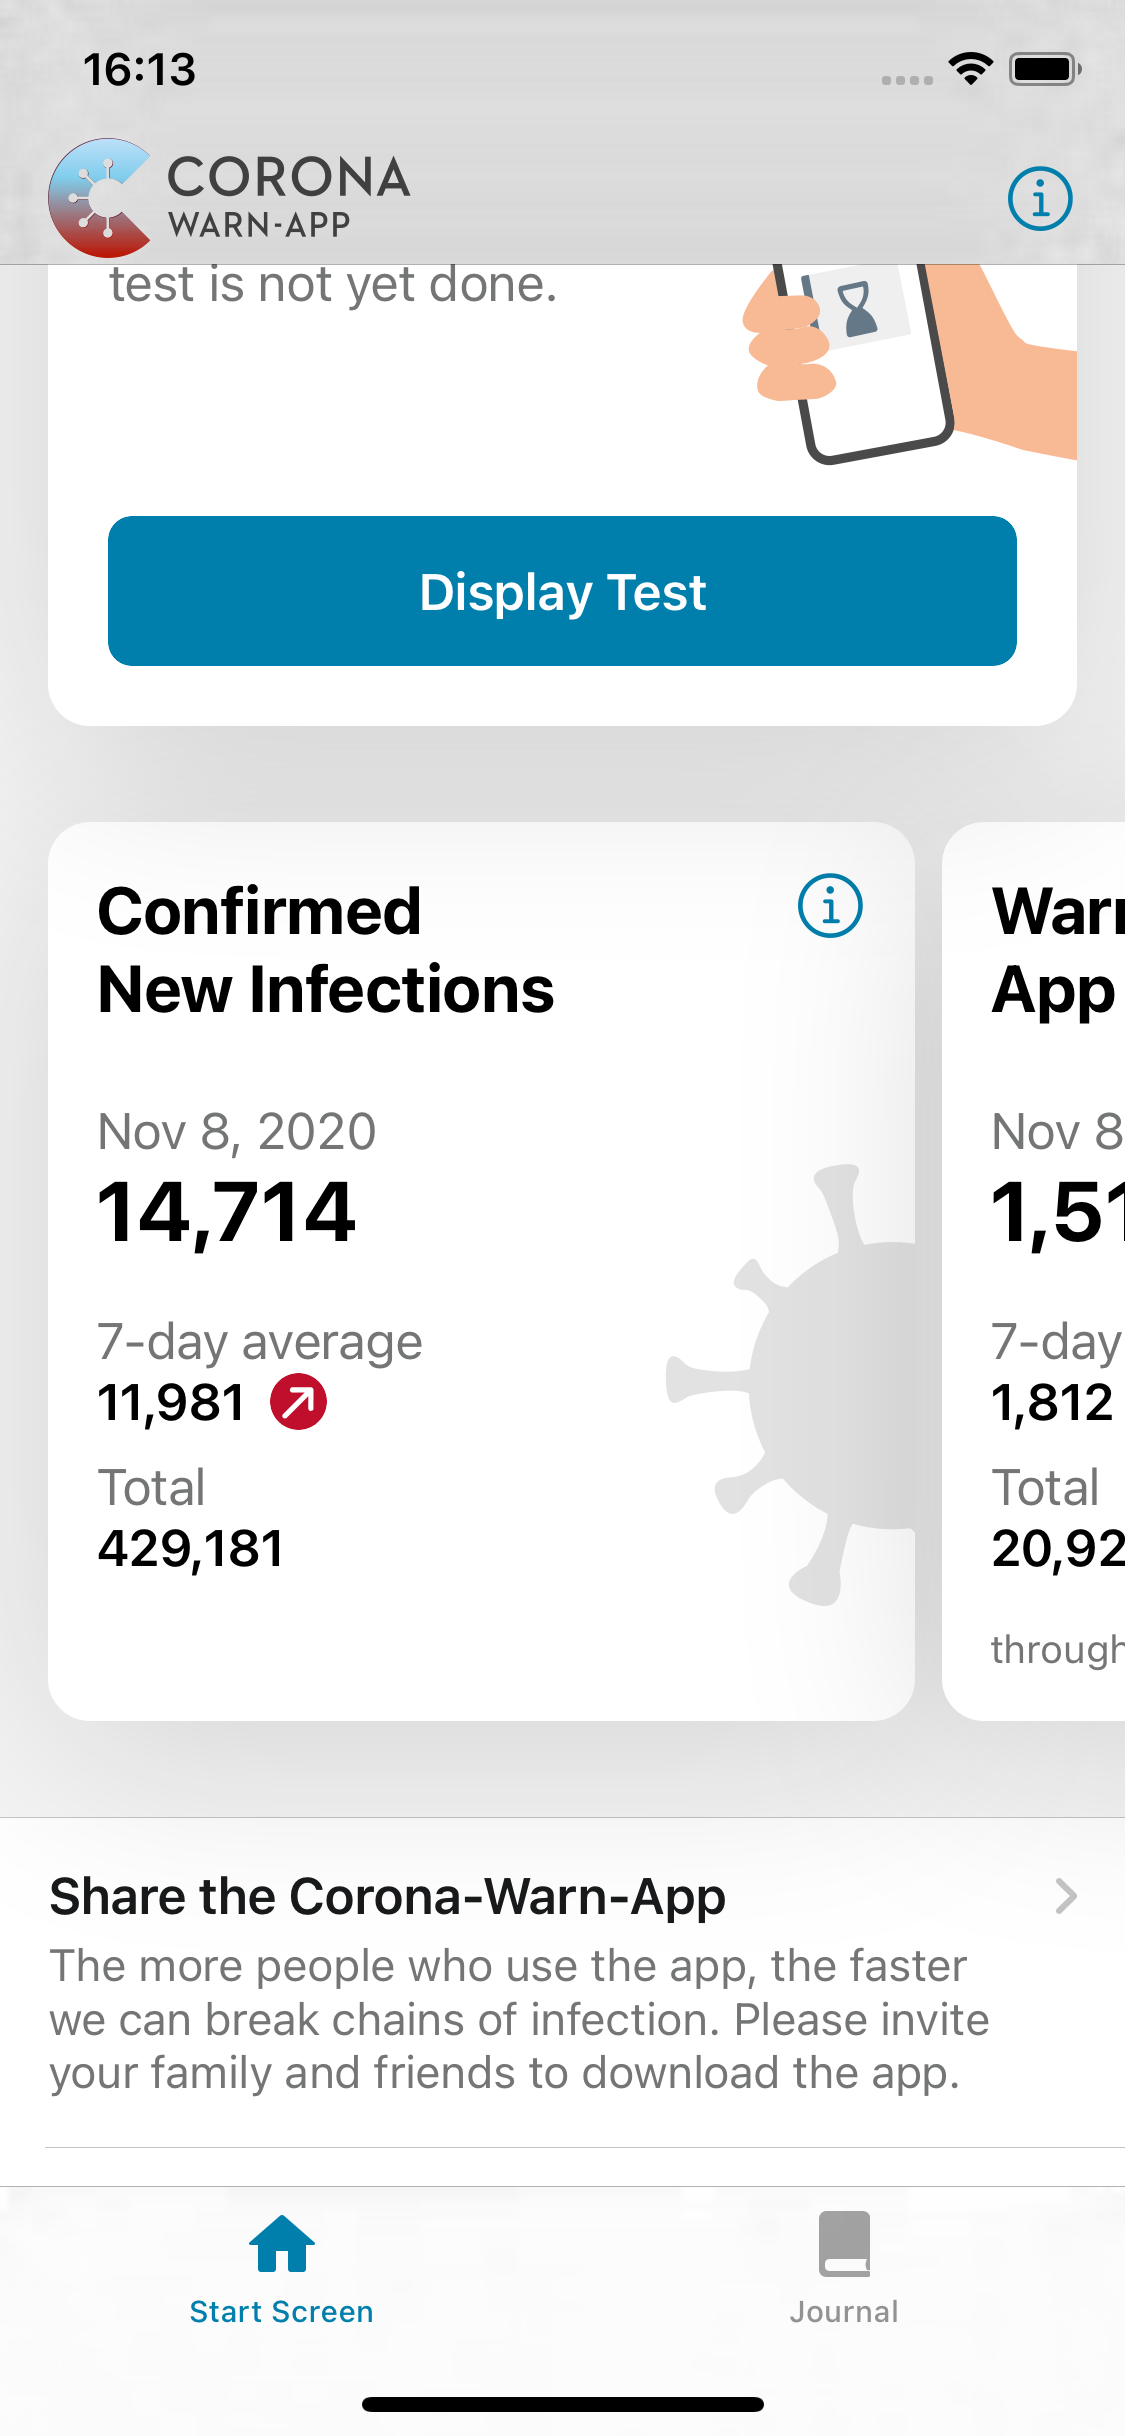 16:13
CORONA
WARN-APP
test is not yet done.
Display Test
Confirmed
New Infections
Nov 8, 2020
14,714
7-day average
11,981
Total
429,181
App
Nov 8
1,51
7-day
1,812
Total
20,92
through
Share the Corona-Warn-App
The more people who use the app, the faster
we can break chains of infection. Please invite
your family and friends to download the app.
Start Screen
Journal